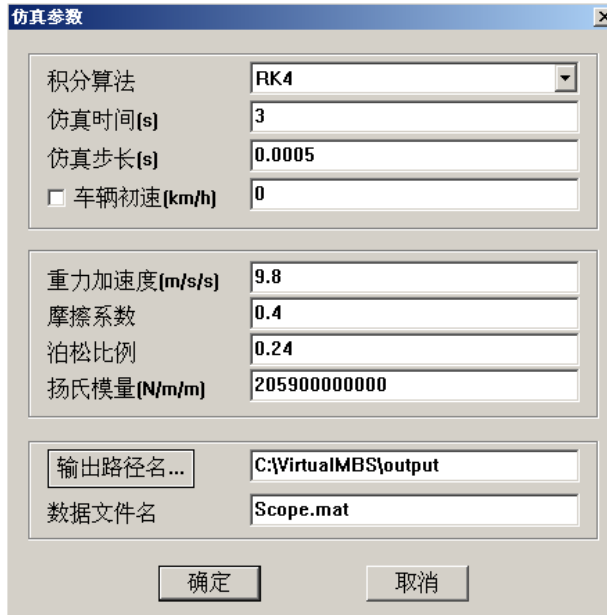 仿真参数
积分算法 RK4
仿真时间(s) 3
仿真步长(s) 0.0005
车辆初速(km/h) 0
重力加速度(m/s/s) 9.8
摩擦系数 0.4
泊松比例 0.24
扬氏模量(N/m/m) 205900000000
输出路径名... C:\VirtualMBS\output
数据文件名 Scope.mat
确定 取消